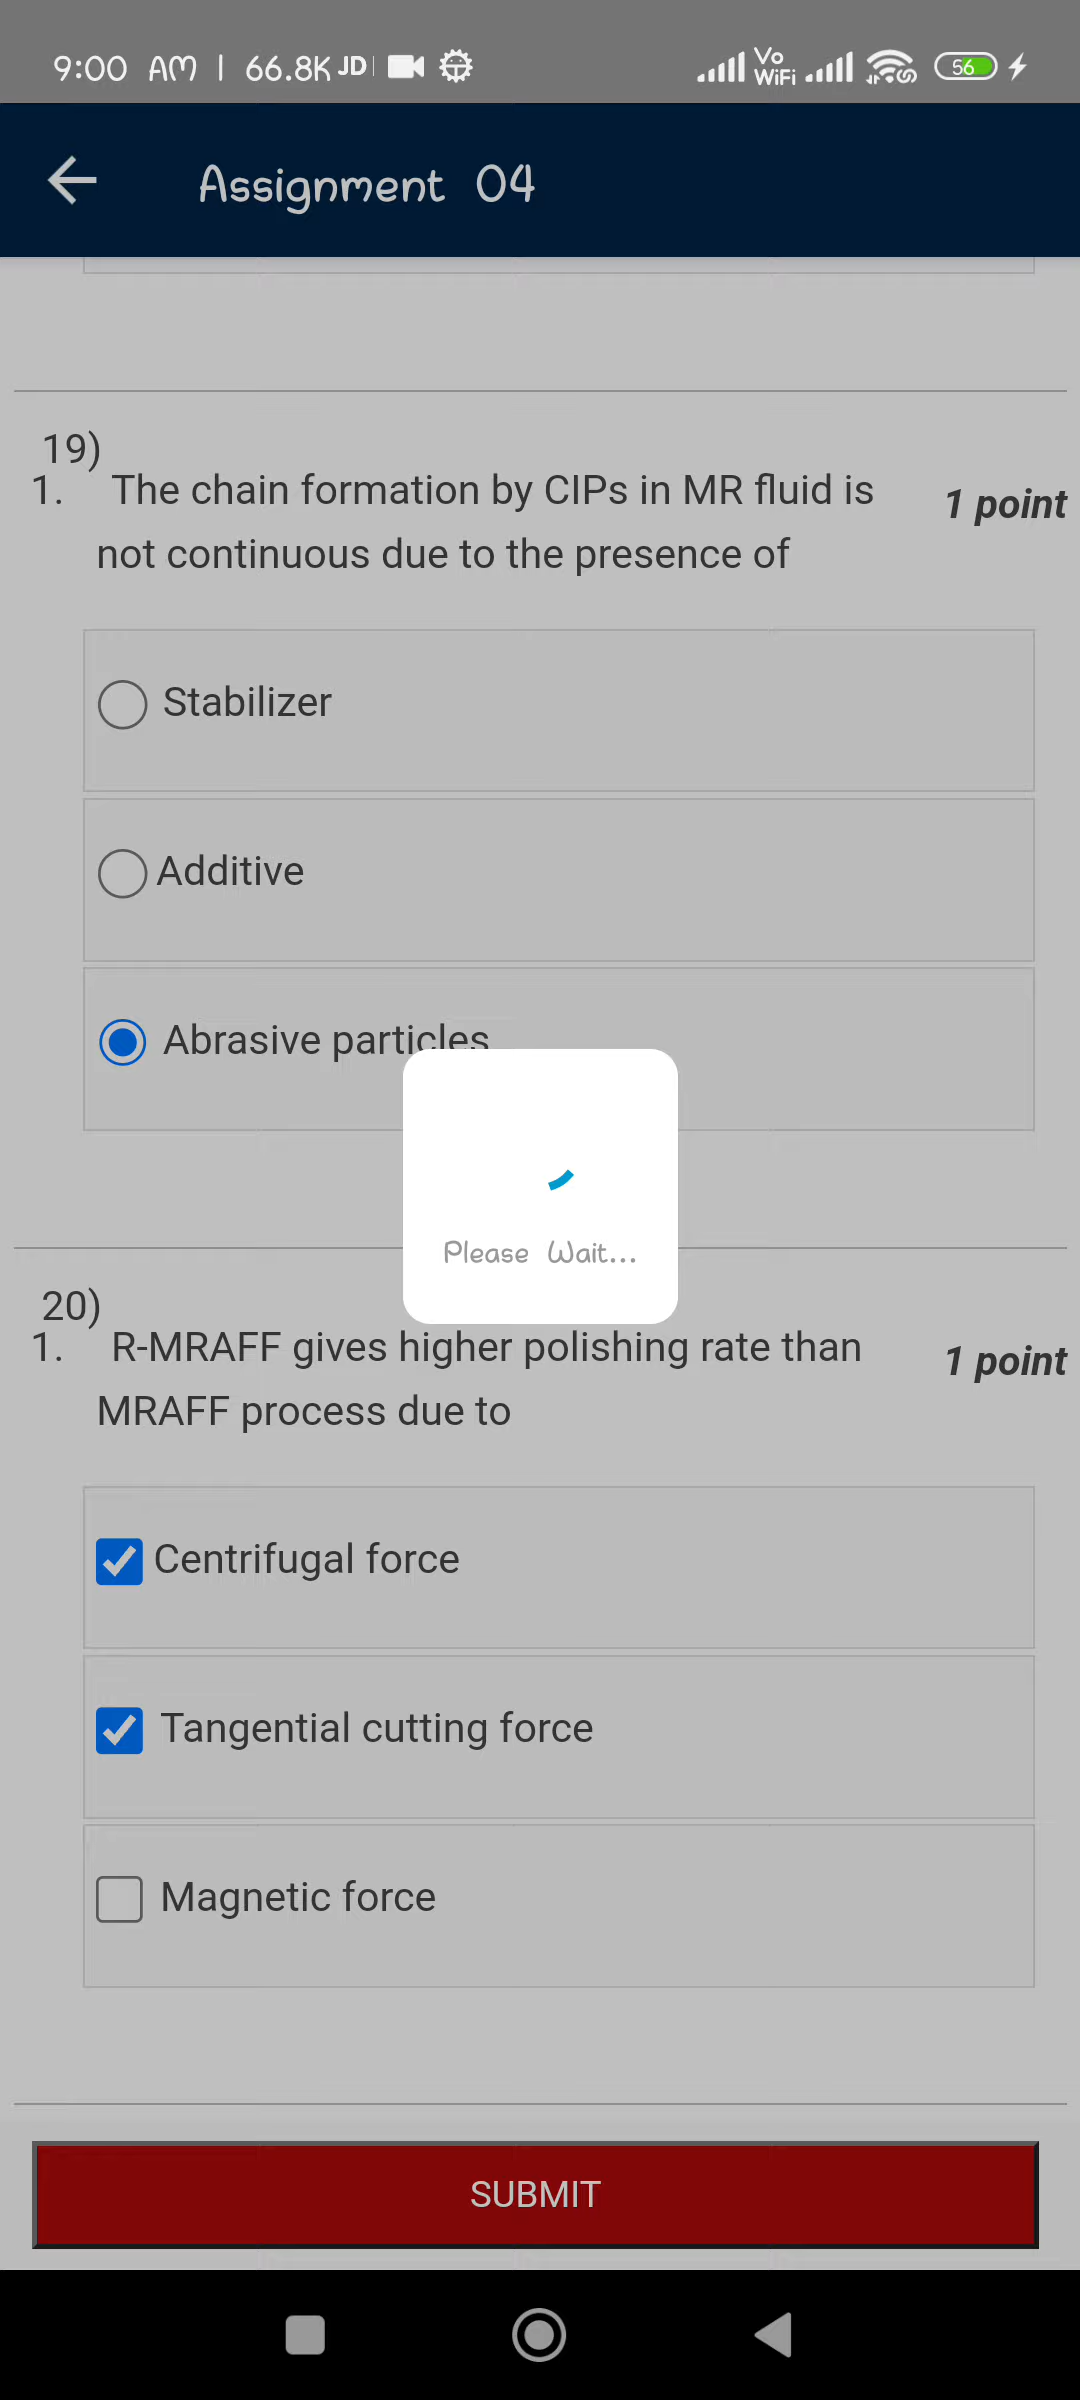 9:00 AM | 66.8K JD
Vo WiFi
56
Assignment 04
19)
1. The chain formation by CIPs in MR fluid is
not continuous due to the presence of
1 point
Stabilizer
Additive
Abrasive particles
Please Wait...
20)
1. R-MRAFF gives higher polishing rate than
MRAFF process due to
1 point
Centrifugal force
Tangential cutting force
Magnetic force
SUBMIT